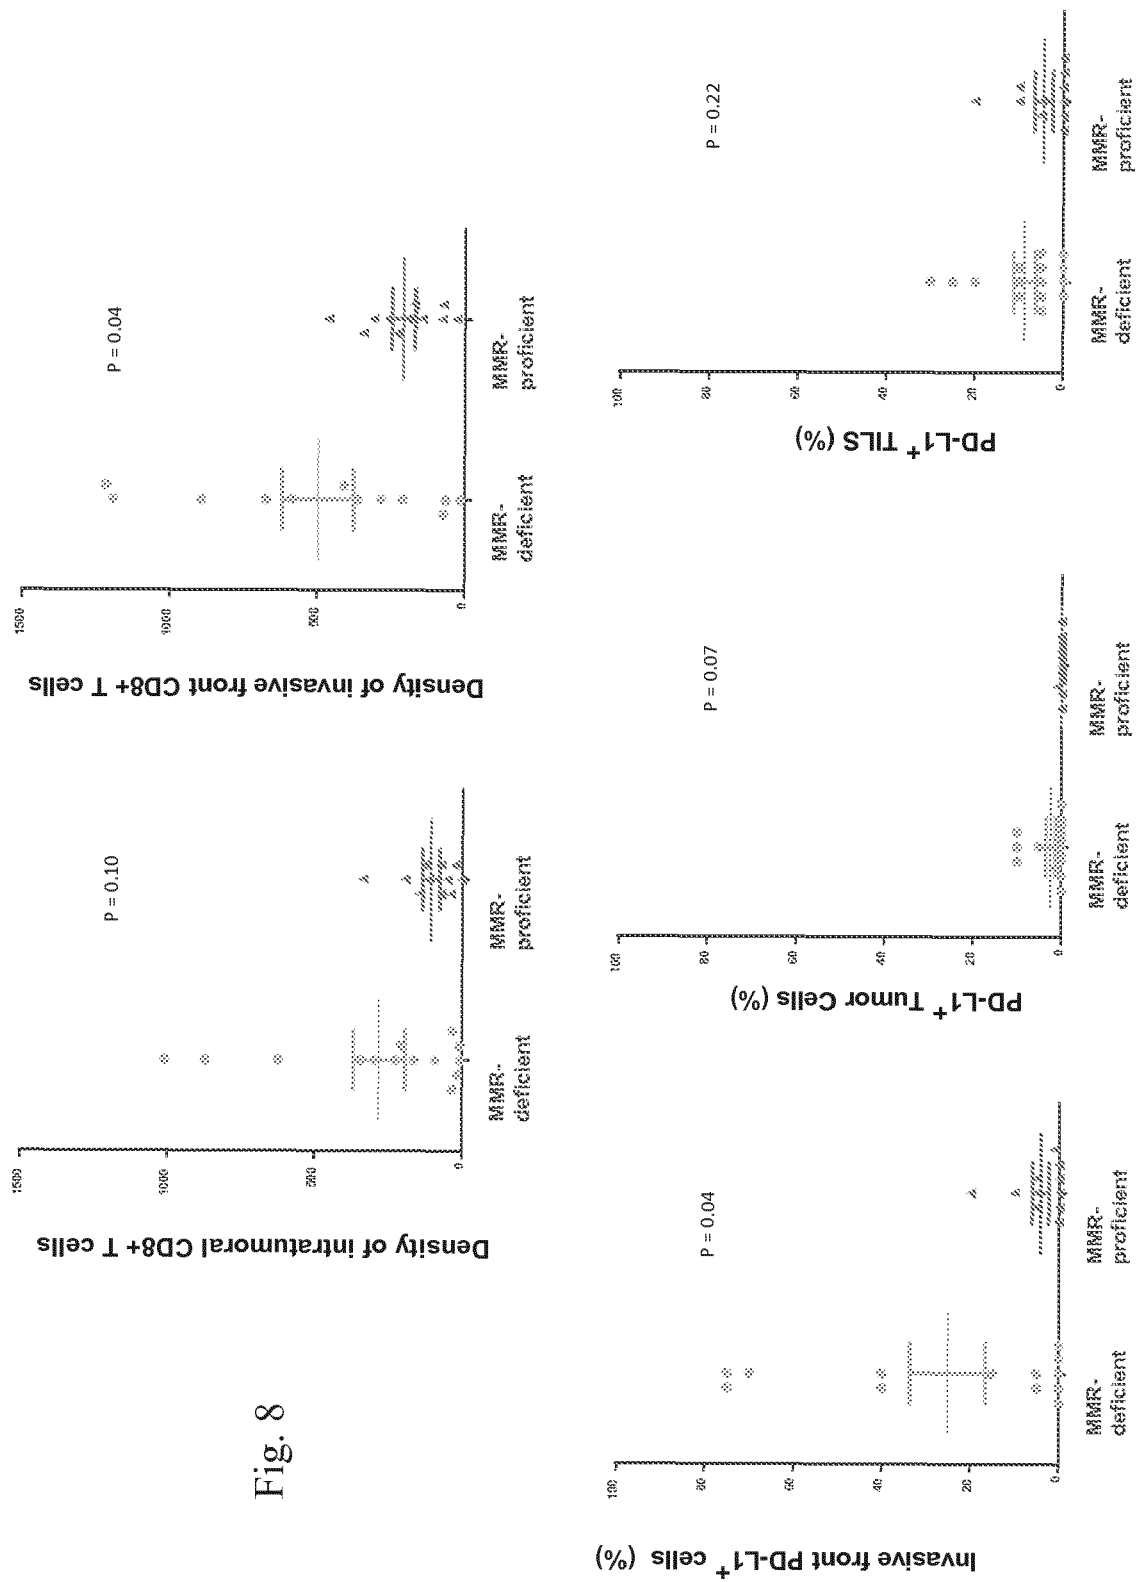 Fig. 8
Density of intratumoral CD8+ T cells
1500
1000
500
0
P = 0.10
MMR-
deficient
MMR-
proficient
Density of invasive front CD8+ T cells
1500
1000
500
0
P = 0.04
MMR-
deficient
MMR-
proficient
Invasive front PD-L1+ cells (%)
100
80
60
40
20
0
P = 0.04
MMR-
deficient
MMR-
proficient
PD-L1+ Tumor Cells (%)
100
80
60
40
20
0
P = 0.07
MMR-
deficient
MMR-
proficient
PD-L1+ TILS (%)
100
80
60
40
20
0
P = 0.22
MMR-
deficient
MMR-
proficient